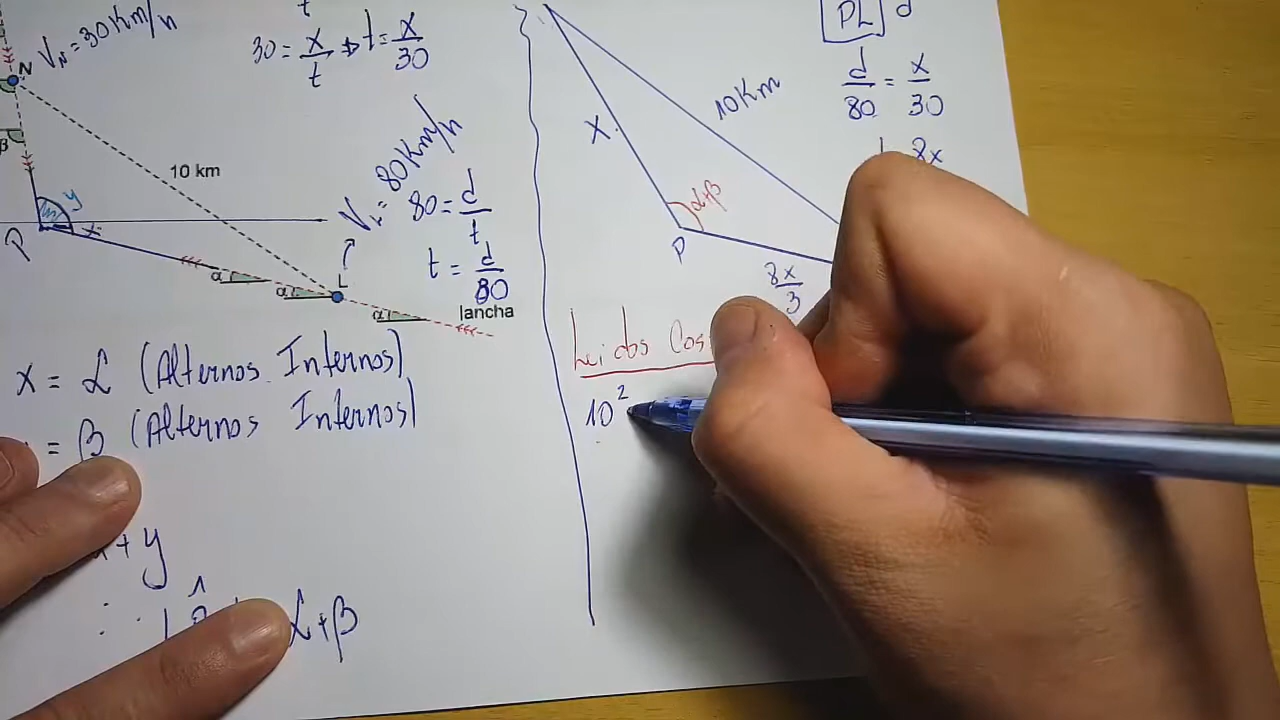 N
V_N = 30 Km/h
t
30 = x/t ⇒ t = x/30
β
y
x
P
10 km
V_L = 80 Km/h
80 = d/t
t = d/80
α
α
L
α
lancha
x = α (Alternos Internos)
= β (Alternos Internos)
+ y
∴
α+β
x
10 Km
α+β
P
8x/3
PL d
d/80 = x/30
8x
Lei dos
10²